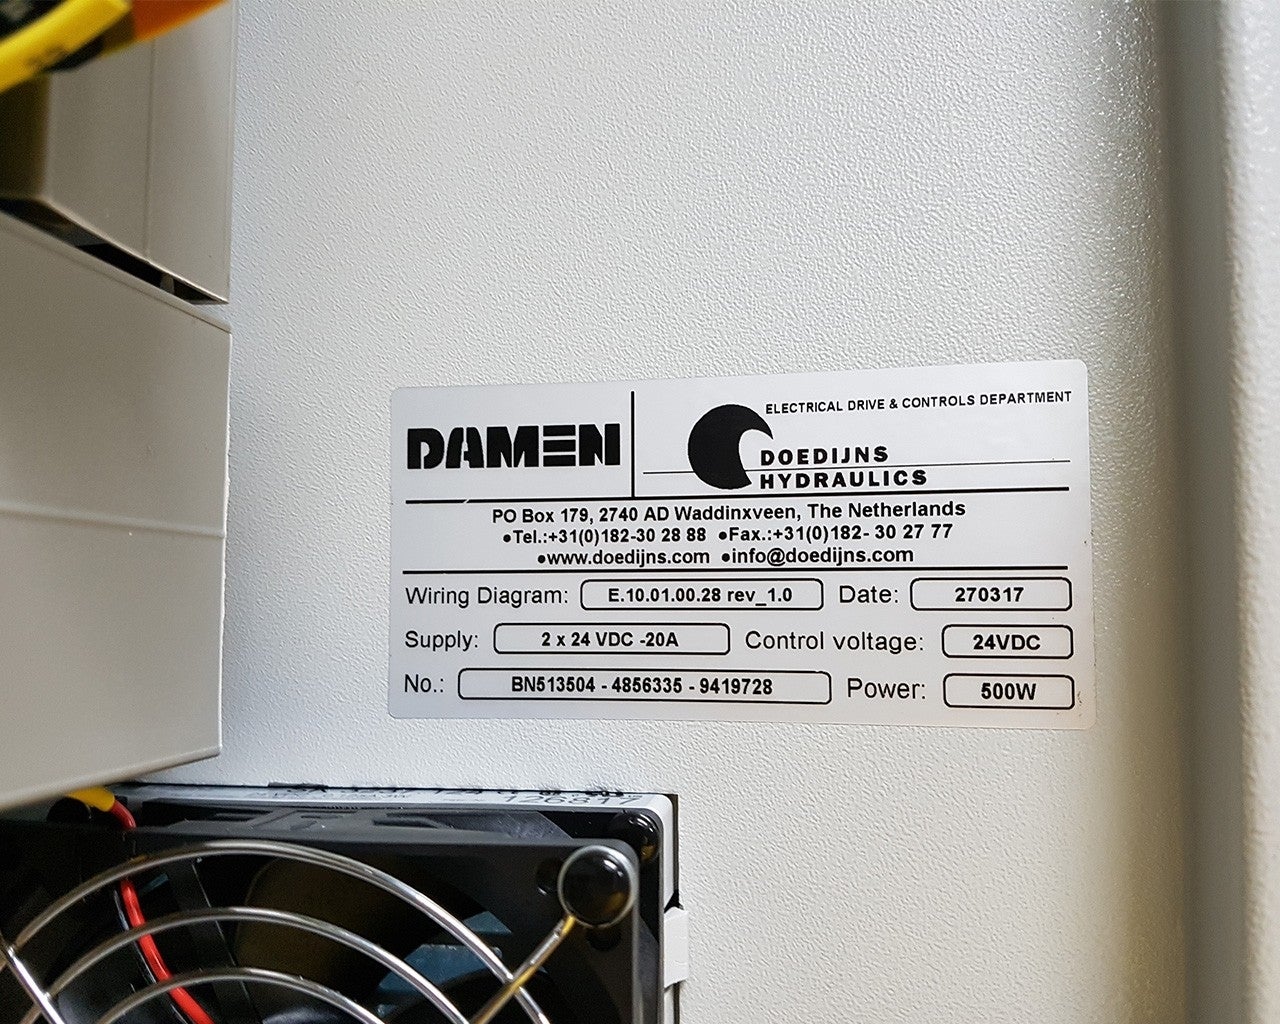 DAMEN
ELECTRICAL DRIVE & CONTROLS DEPARTMENT
DOEDIJNS
HYDRAULICS
PO Box 179, 2740 AD Waddinxveen, The Netherlands
●Tel.:+31(0)182-30 28 88 ●Fax.:+31(0)182- 30 27 77
●www.doedijns.com ●info@doedijns.com
Wiring Diagram: E.10.01.00.28 rev_1.0 Date: 270317
Supply: 2 x 24 VDC -20A Control voltage: 24VDC
No.: BN513504 - 4856335 - 9419728 Power: 500W
126817